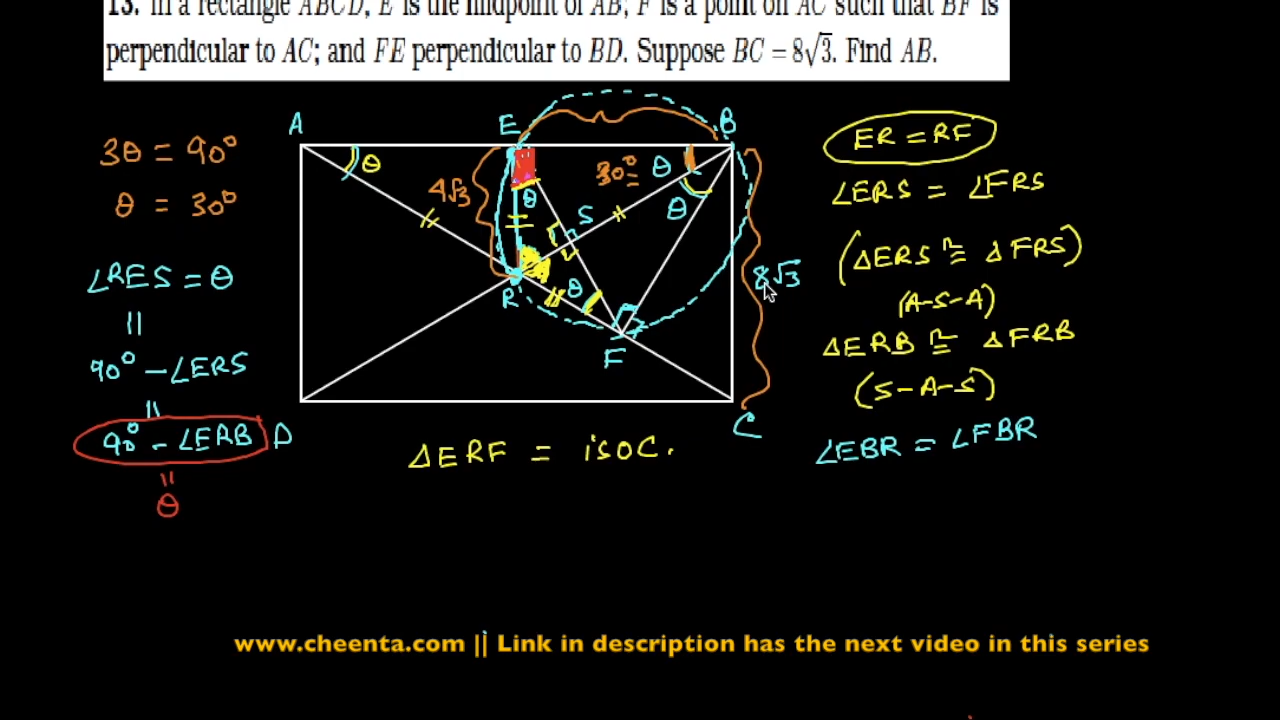 13. In a rectangle ABCD, E is the midpoint of AB; F is a point on AC such that BF is
perpendicular to AC; and FE perpendicular to BD. Suppose BC = 8√3. Find AB.
A
E
B
3θ = 90°
θ = 30°
θ
4√3
θ
30°
θ
θ
S
R
θ
F
8√3
C
D
∠RES = θ
||
90° - ∠ERS
||
90° - ∠ERB
||
θ
ER = RF
∠ERS = ∠FRS
(ΔERS ≅ ΔFRS)
(A-S-A)
ΔERB ≅ ΔFRB
(S-A-S)
∠EBR = ∠FBR
ΔERF = isoc.
www.cheenta.com || Link in description has the next video in this series